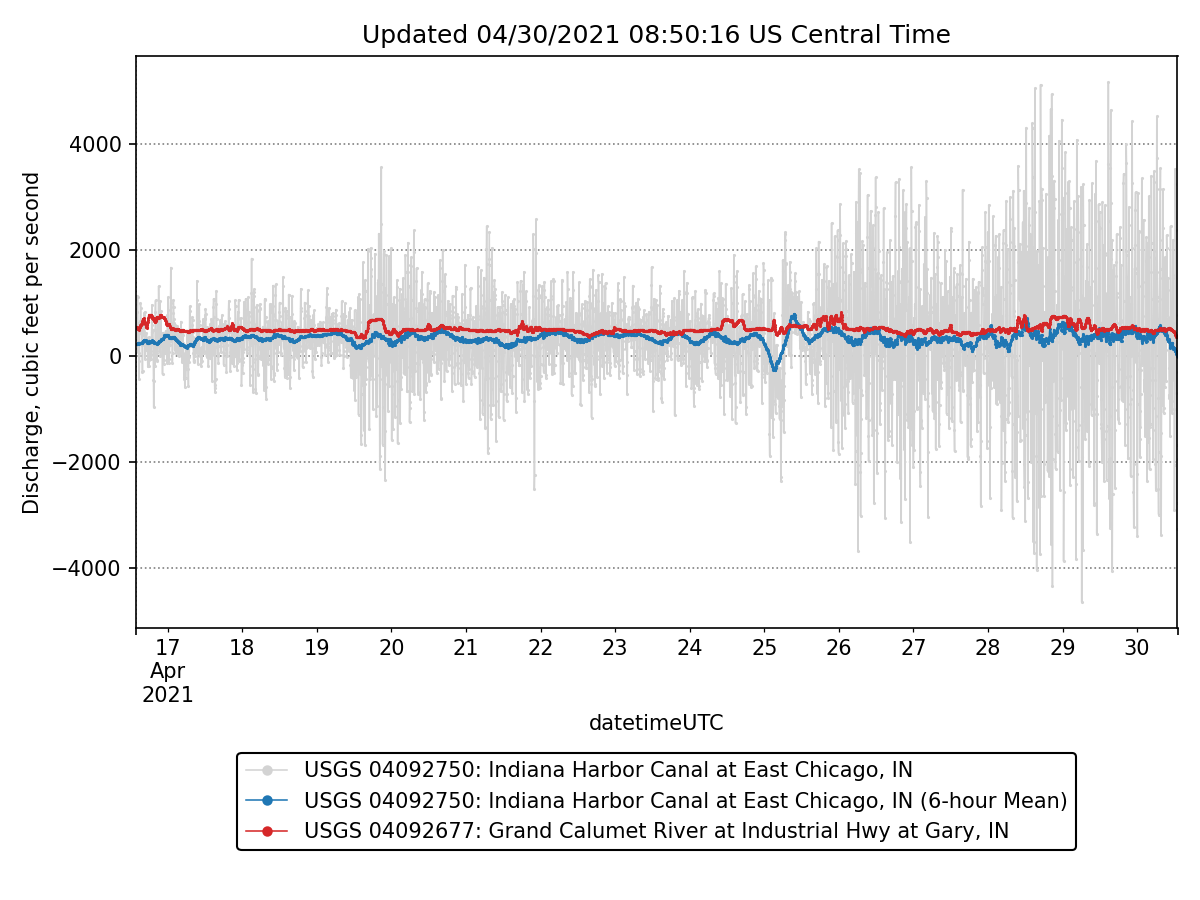 Updated 04/30/2021 08:50:16 US Central Time
Discharge, cubic feet per second
4000
2000
0
−2000
−4000
17 18 19 20 21 22 23 24 25 26 27 28 29 30
Apr
2021
datetimeUTC
USGS 04092750: Indiana Harbor Canal at East Chicago, IN
USGS 04092750: Indiana Harbor Canal at East Chicago, IN (6-hour Mean)
USGS 04092677: Grand Calumet River at Industrial Hwy at Gary, IN